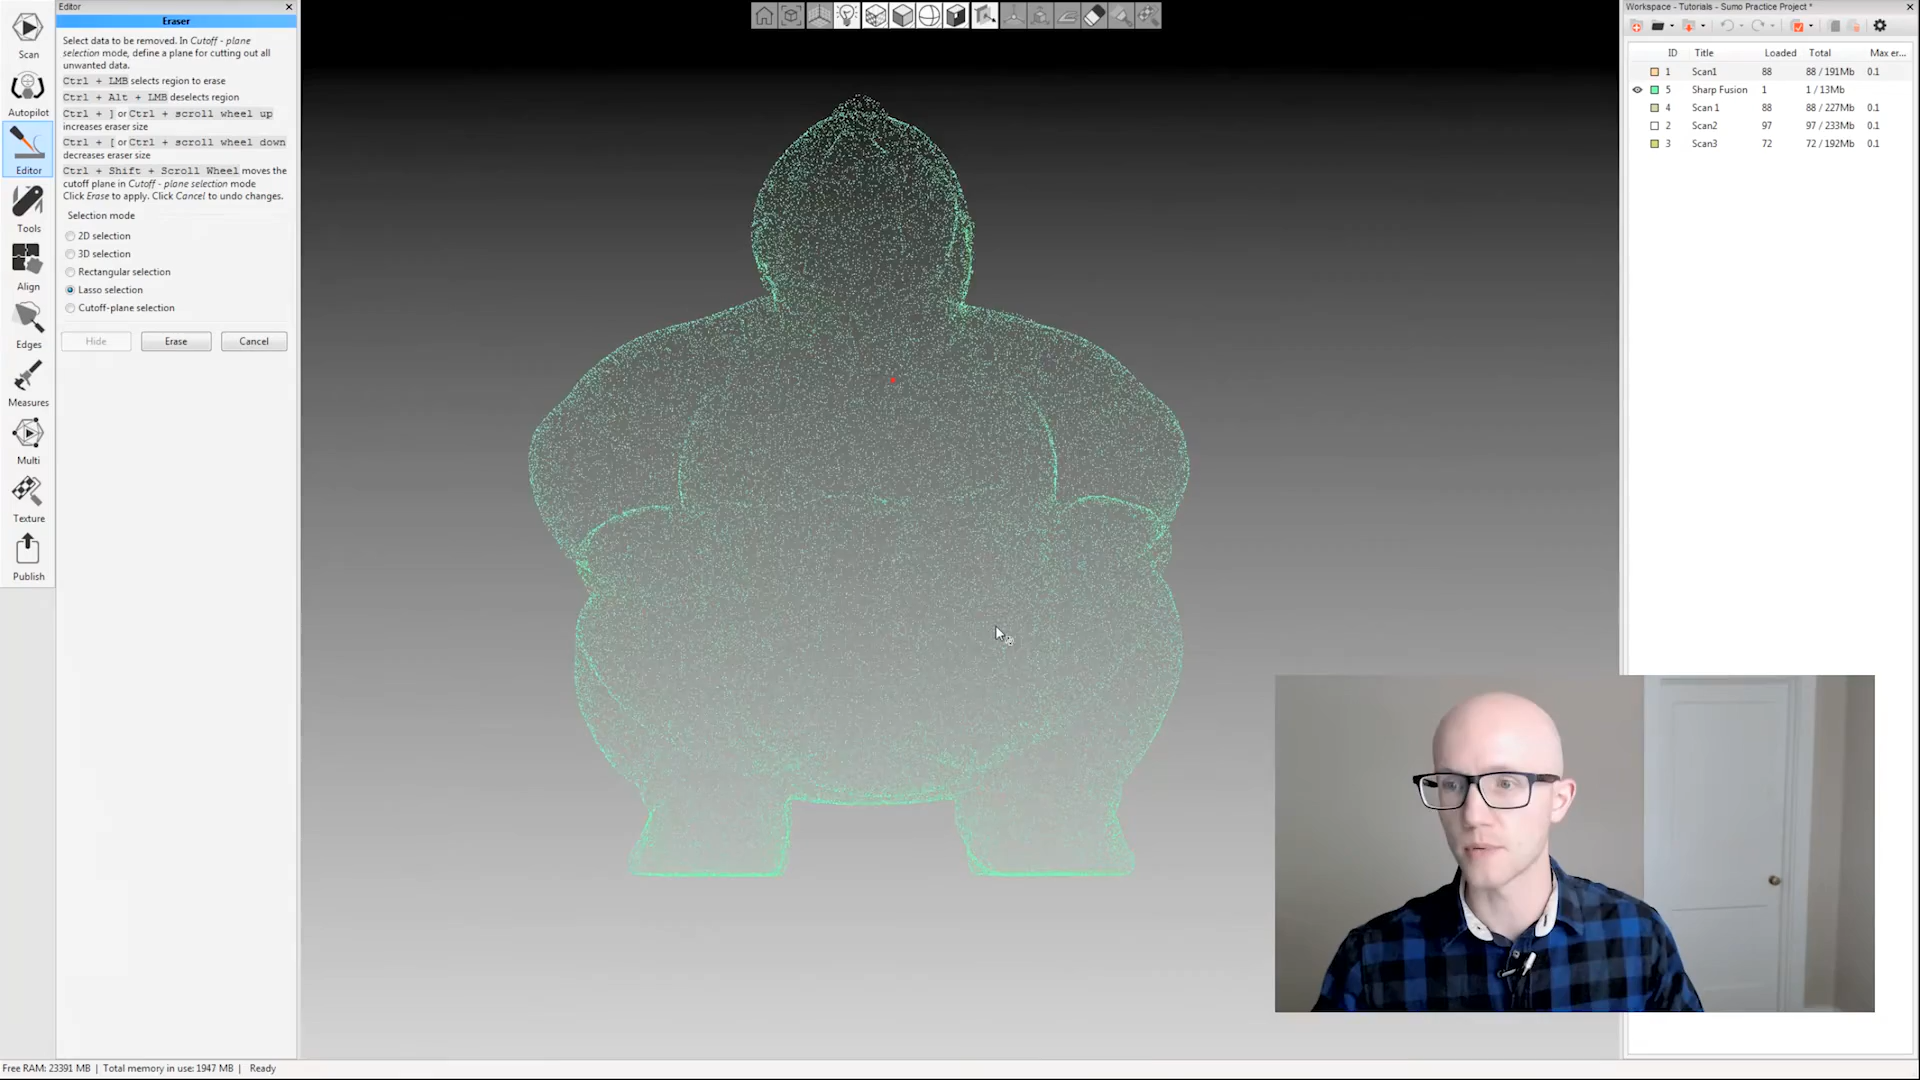 Editor
Eraser
Select data to be removed. In Cutoff - plane
selection mode, define a plane for cutting out all
unwanted data.
Ctrl + LMB selects region to erase
Ctrl + Alt + LMB deselects region
Ctrl + ] or Ctrl + scroll wheel up
increases eraser size
Ctrl + [ or Ctrl + scroll wheel down
decreases eraser size
Ctrl + Shift + Scroll Wheel moves the
cutoff plane in Cutoff - plane selection mode
Click Erase to apply. Click Cancel to undo changes.
Selection mode
2D selection
3D selection
Rectangular selection
Lasso selection
Cutoff-plane selection
Hide Erase Cancel
Scan
Autopilot
Editor
Tools
Align
Edges
Measures
Multi
Texture
Publish
Workspace - Tutorials - Sumo Practice Project *
ID Title Loaded Total Max er...
1 Scan1 88 88 / 191Mb 0.1
5 Sharp Fusion 1 1 / 13Mb
4 Scan 1 88 88 / 227Mb 0.1
2 Scan2 97 97 / 233Mb 0.1
3 Scan3 72 72 / 192Mb 0.1
Free RAM: 23391 MB | Total memory in use: 1947 MB | Ready